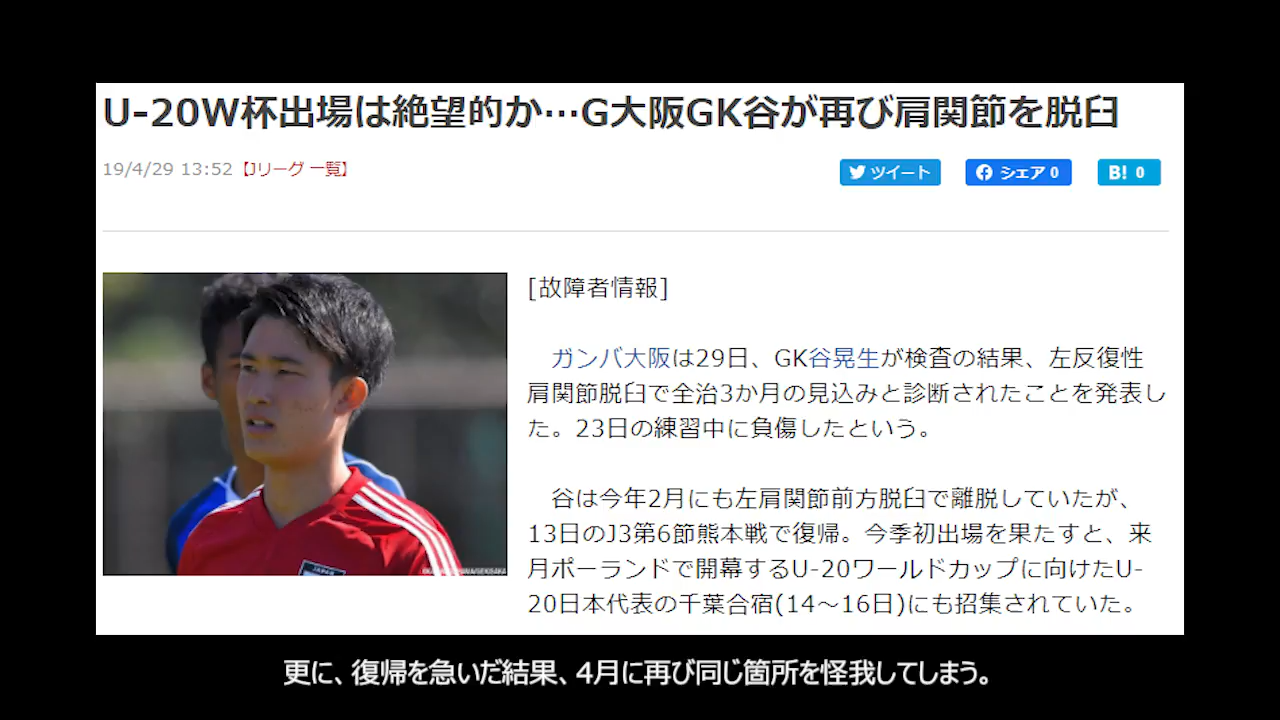 U-20W杯出場は絶望的か…G大阪GK谷が再び肩関節を脱臼
19/4/29 13:52【Jリーグ 一覧】
ツイート
シェア 0
B! 0
[故障者情報]
ガンバ大阪は29日、GK谷晃生が検査の結果、左反復性
肩関節脱臼で全治3か月の見込みと診断されたことを発表し
た。23日の練習中に負傷したという。
谷は今年2月にも左肩関節前方脱臼で離脱していたが、
13日のJ3第6節熊本戦で復帰。今季初出場を果たすと、来
月ポーランドで開幕するU-20ワールドカップに向けたU-
20日本代表の千葉合宿(14～16日)にも招集されていた。
JAPAN
更に、復帰を急いだ結果、4月に再び同じ箇所を怪我してしまう。